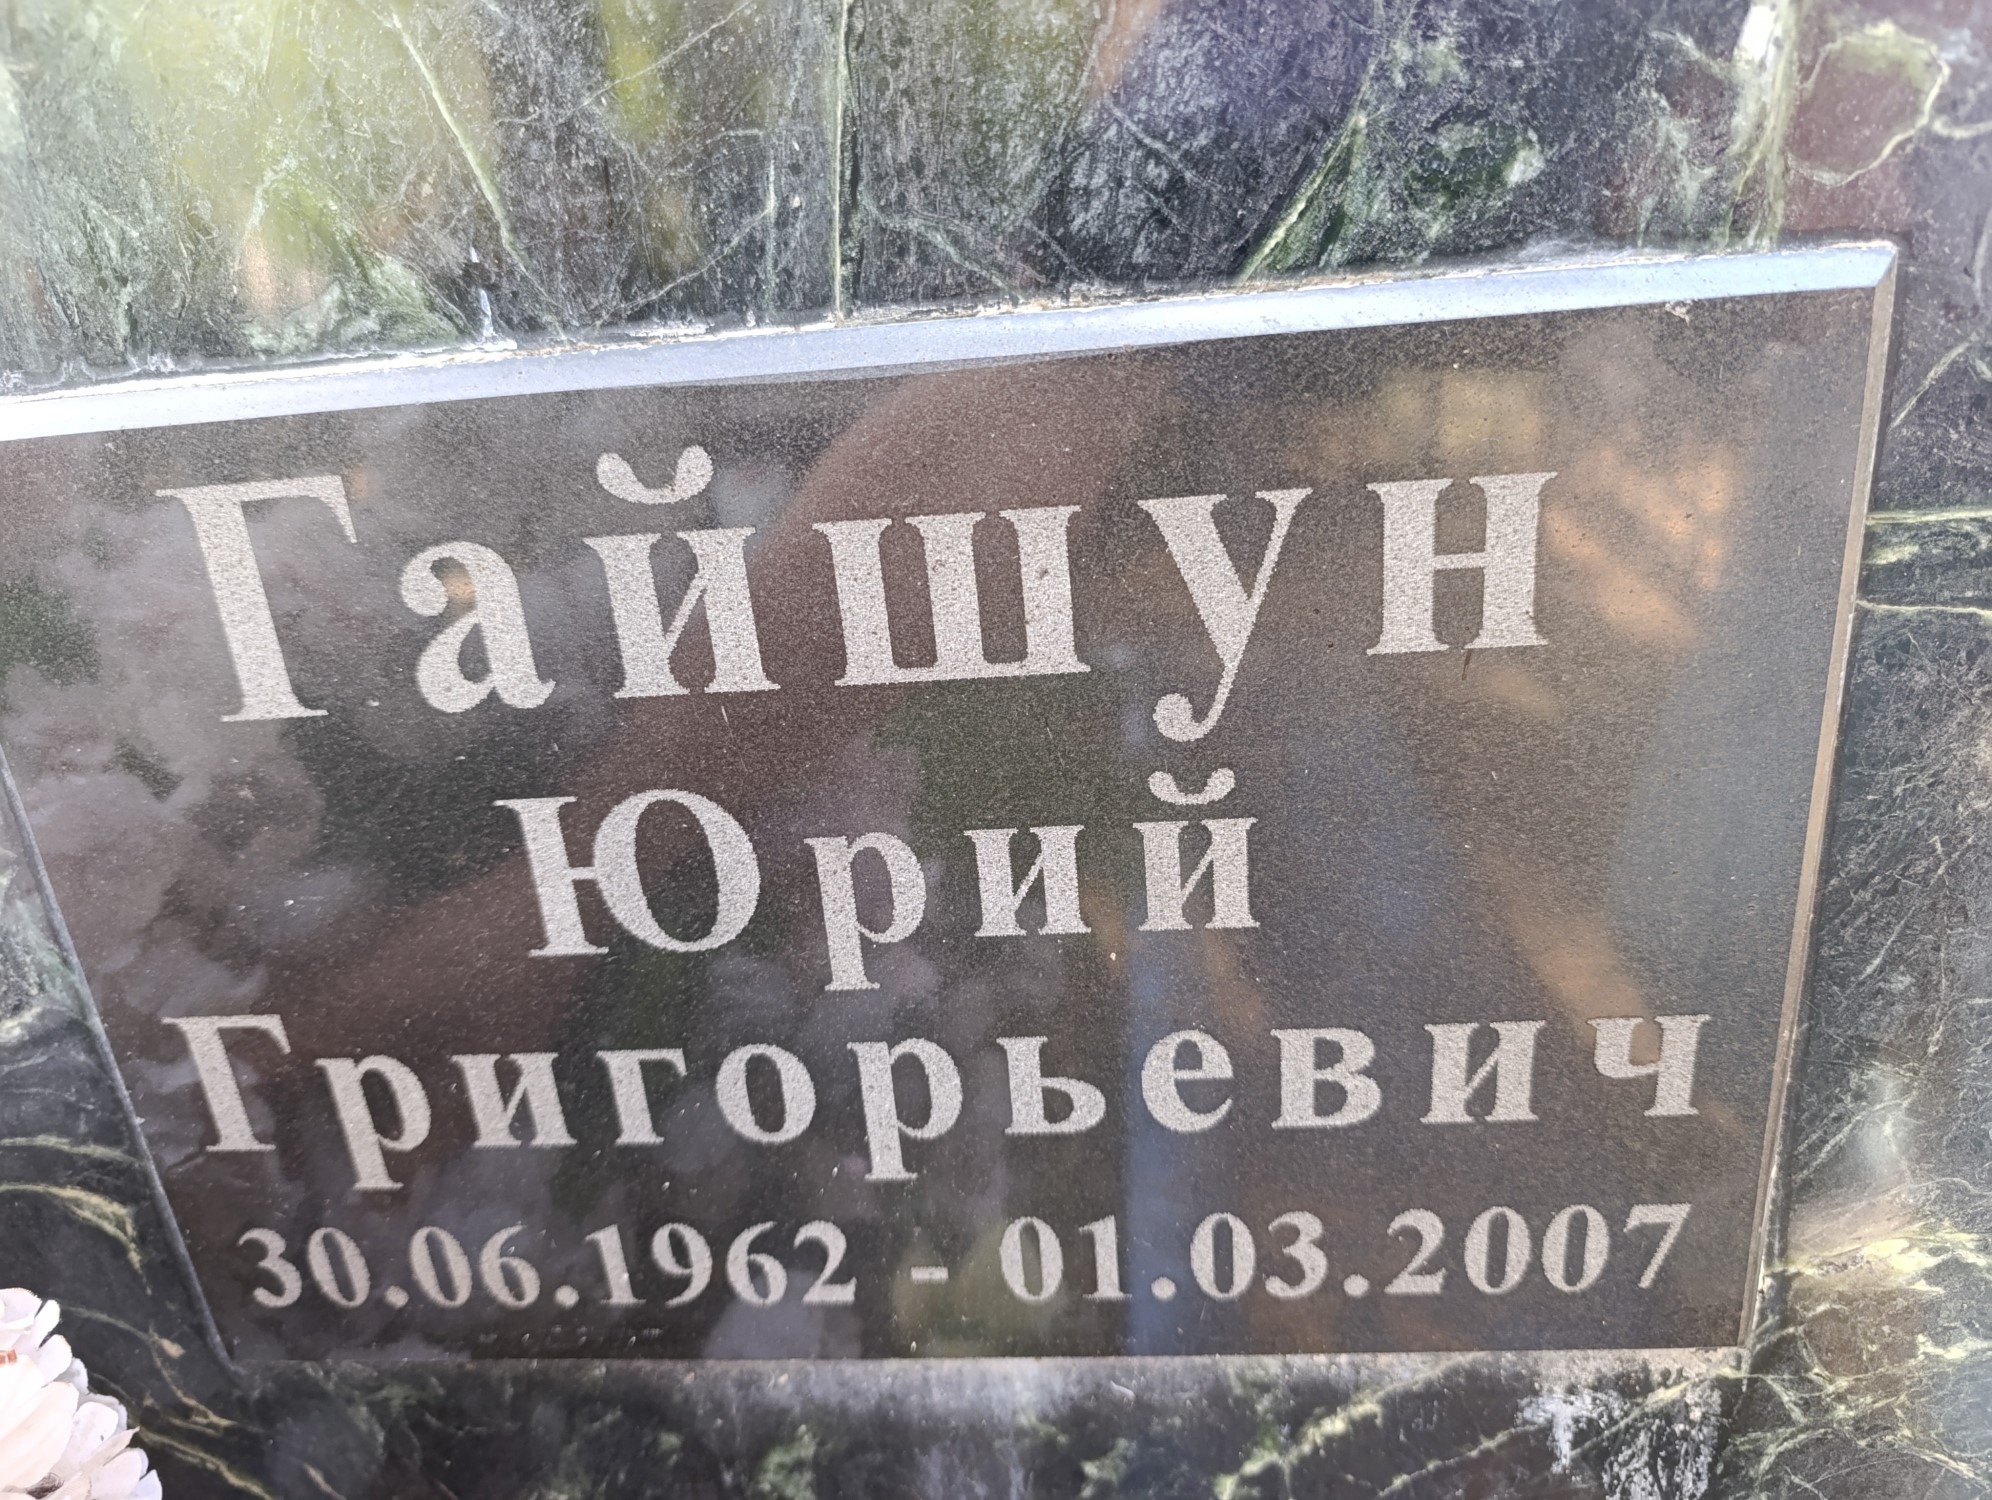 Гайшун
Юрий
Григорьевич
30.06.1962 - 01.03.2007